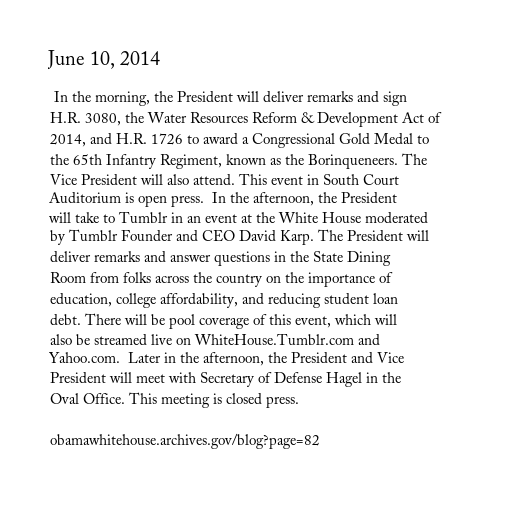 June 10, 2014
In the morning, the President will deliver remarks and sign
H.R. 3080, the Water Resources Reform & Development Act of
2014, and H.R. 1726 to award a Congressional Gold Medal to
the 65th Infantry Regiment, known as the Borinqueneers. The
Vice President will also attend. This event in South Court
Auditorium is open press.  In the afternoon, the President
will take to Tumblr in an event at the White House moderated
by Tumblr Founder and CEO David Karp. The President will
deliver remarks and answer questions in the State Dining
Room from folks across the country on the importance of
education, college affordability, and reducing student loan
debt. There will be pool coverage of this event, which will
also be streamed live on WhiteHouse.Tumblr.com and
Yahoo.com.  Later in the afternoon, the President and Vice
President will meet with Secretary of Defense Hagel in the
Oval Office. This meeting is closed press.
obamawhitehouse.archives.gov/blog?page=82